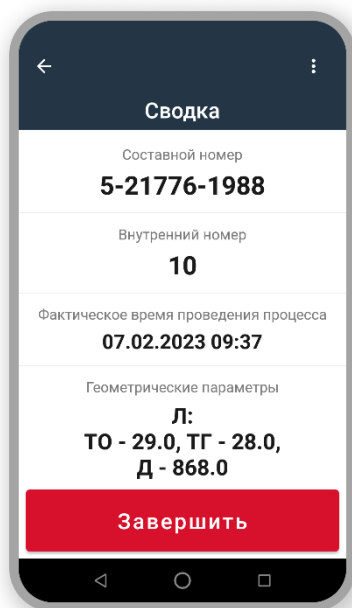 Сводка
Составной номер
5-21776-1988
Внутренний номер
10
Фактическое время проведения процесса
07.02.2023 09:37
Геометрические параметры
Л:
ТО - 29.0, ТГ - 28.0,
Д - 868.0
Завершить